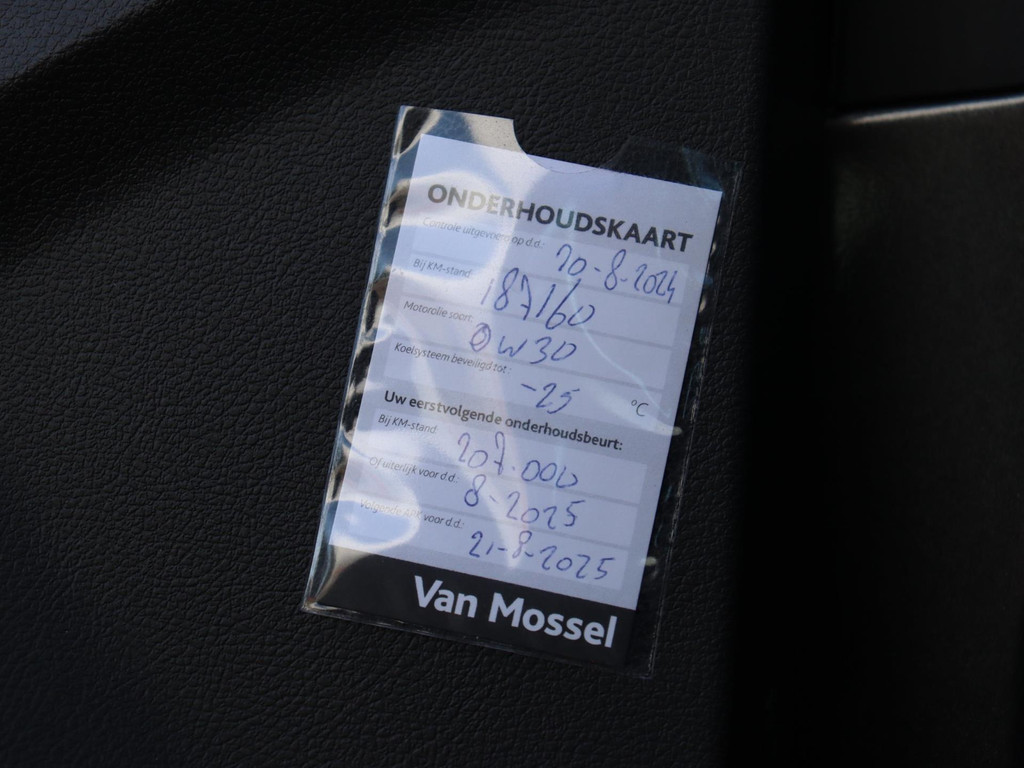 ONDERHOUDSKAART
Controle uitgevoerd op d.d.: 20-8-2024
Bij KM-stand: 187160
Motorolie soort: 0W30
Koelsysteem beveiligd tot: -25 °C
Uw eerstvolgende onderhoudsbeurt:
Bij KM-stand: 207.000
Of uiterlijk voor d.d.: 8-2025
Volgende APK voor d.d.: 21-8-2025
Van Mossel